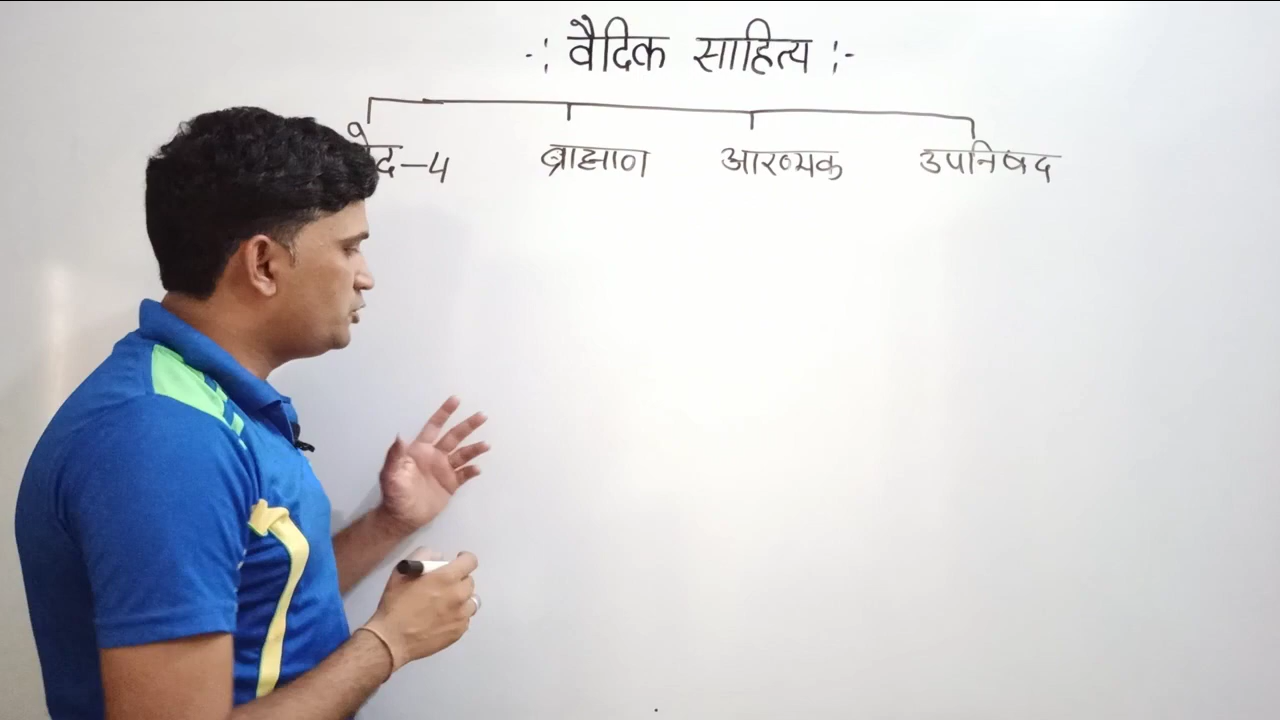 -: वैदिक साहित्य :-
वेद-4 ब्राह्मण आरण्यक उपनिषद